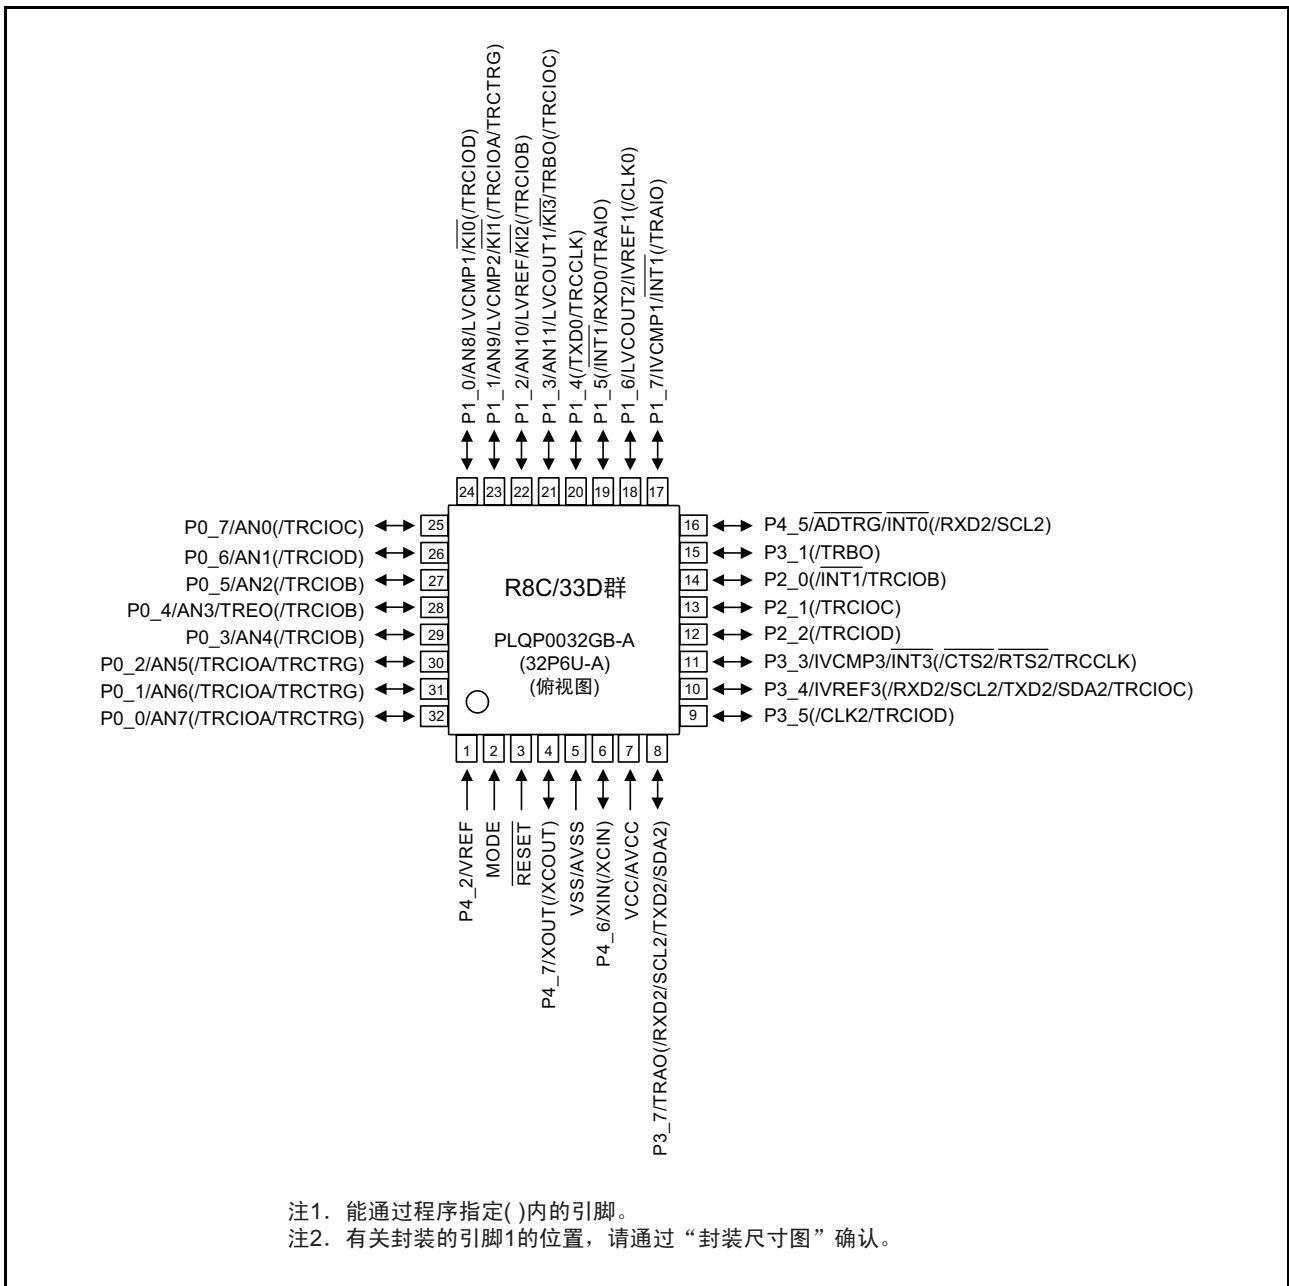 P1_0/AN8/LVCMP1/KI0(/TRCIOD)
P1_1/AN9/LVCMP2/KI1(/TRCIOA/TRCTRG)
P1_2/AN10/LVREF/KI2(/TRCIOB)
P1_3/AN11/LVCOUT1/KI3/TRBO(/TRCIOC)
P1_4(/TXD0/TRCCLK)
P1_5(/INT1/RXD0/TRAIO)
P1_6/LVCOUT2/IVREF1(/CLK0)
P1_7/IVCMP1/INT1(/TRAIO)
24 23 22 21 20 19 18 17
P0_7/AN0(/TRCIOC) 25
P0_6/AN1(/TRCIOD) 26
P0_5/AN2(/TRCIOB) 27
P0_4/AN3/TREO(/TRCIOB) 28
P0_3/AN4(/TRCIOB) 29
P0_2/AN5(/TRCIOA/TRCTRG) 30
P0_1/AN6(/TRCIOA/TRCTRG) 31
P0_0/AN7(/TRCIOA/TRCTRG) 32
R8C/33D群
PLQP0032GB-A
(32P6U-A)
(俯视图)
16 P4_5/ADTRG/INT0(/RXD2/SCL2)
15 P3_1(/TRBO)
14 P2_0(/INT1/TRCIOB)
13 P2_1(/TRCIOC)
12 P2_2(/TRCIOD)
11 P3_3/IVCMP3/INT3(/CTS2/RTS2/TRCCLK)
10 P3_4/IVREF3(/RXD2/SCL2/TXD2/SDA2/TRCIOC)
9 P3_5(/CLK2/TRCIOD)
1 2 3 4 5 6 7 8
P4_2/VREF
MODE
RESET
P4_7/XOUT(/XCOUT)
VSS/AVSS
P4_6/XIN(/XCIN)
VCC/AVCC
P3_7/TRAO(/RXD2/SCL2/TXD2/SDA2)
注1. 能通过程序指定( )内的引脚。
注2. 有关封装的引脚1的位置，请通过“封装尺寸图”确认。